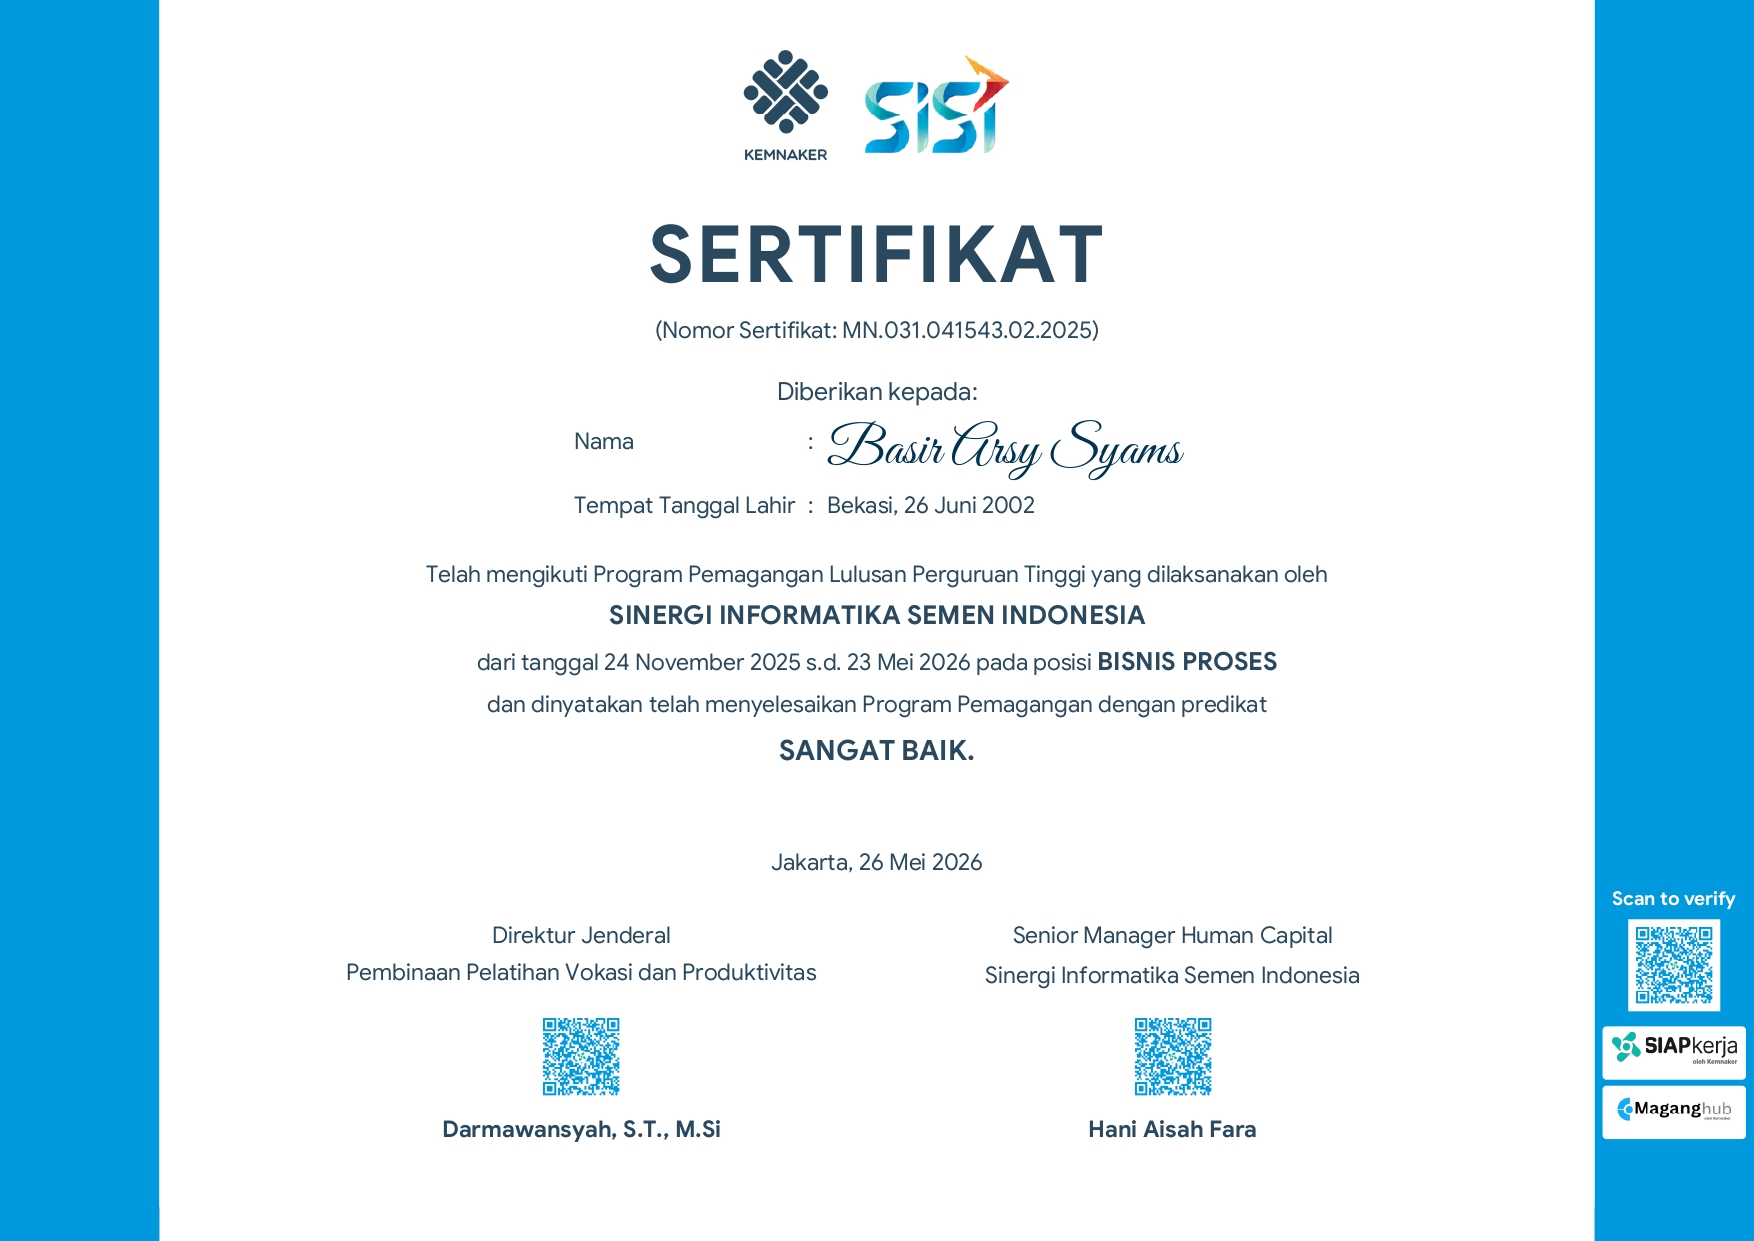 KEMNAKER
SISI
SERTIFIKAT
(Nomor Sertifikat: MN.031.041543.02.2025)
Diberikan kepada:
Nama : Basir Arsy Syams
Tempat Tanggal Lahir : Bekasi, 26 Juni 2002
Telah mengikuti Program Pemagangan Lulusan Perguruan Tinggi yang dilaksanakan oleh
SINERGI INFORMATIKA SEMEN INDONESIA
dari tanggal 24 November 2025 s.d. 23 Mei 2026 pada posisi BISNIS PROSES
dan dinyatakan telah menyelesaikan Program Pemagangan dengan predikat
SANGAT BAIK.
Jakarta, 26 Mei 2026
Direktur Jenderal
Pembinaan Pelatihan Vokasi dan Produktivitas
Darmawansyah, S.T., M.Si
Senior Manager Human Capital
Sinergi Informatika Semen Indonesia
Hani Aisah Fara
Scan to verify
SIAPkerja
oleh Kemnaker
Maganghub
oleh Kemnaker